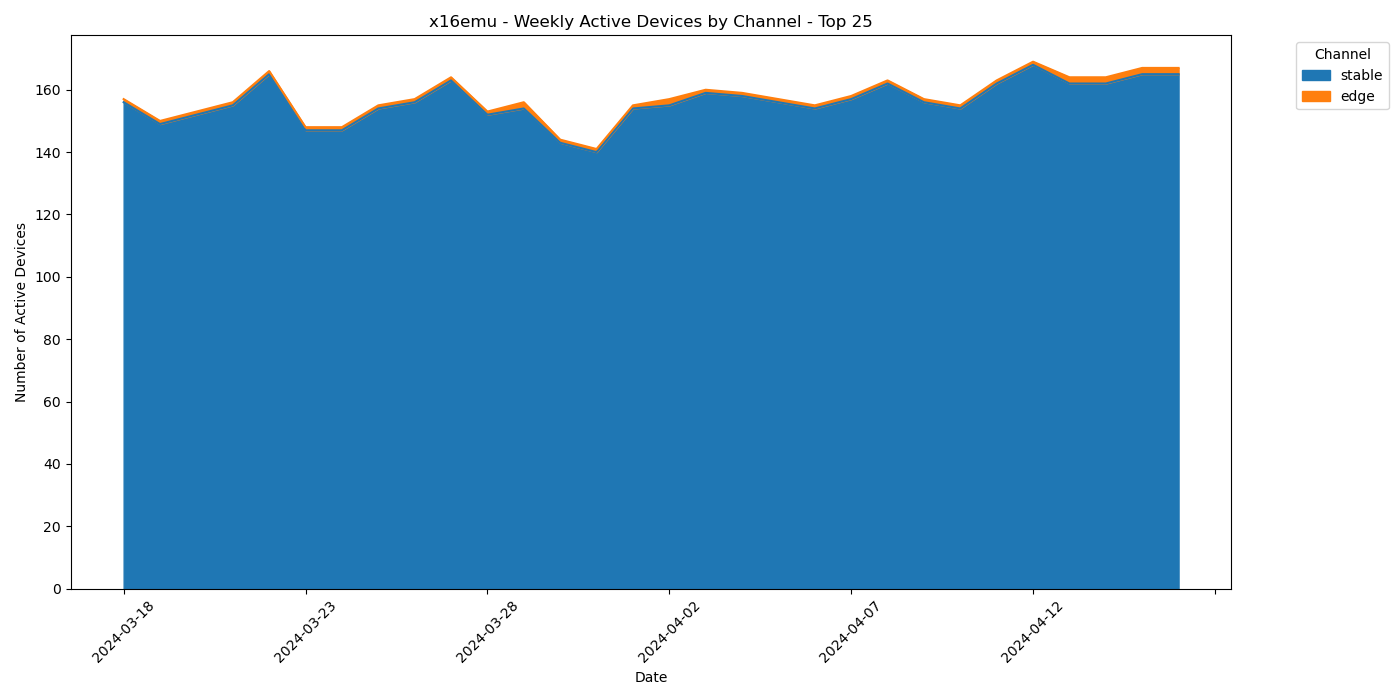 x16emu - Weekly Active Devices by Channel - Top 25
Channel
stable
edge
Number of Active Devices
160
140
120
100
80
60
40
20
0
2024-03-18
2024-03-23
2024-03-28
2024-04-02
2024-04-07
2024-04-12
Date